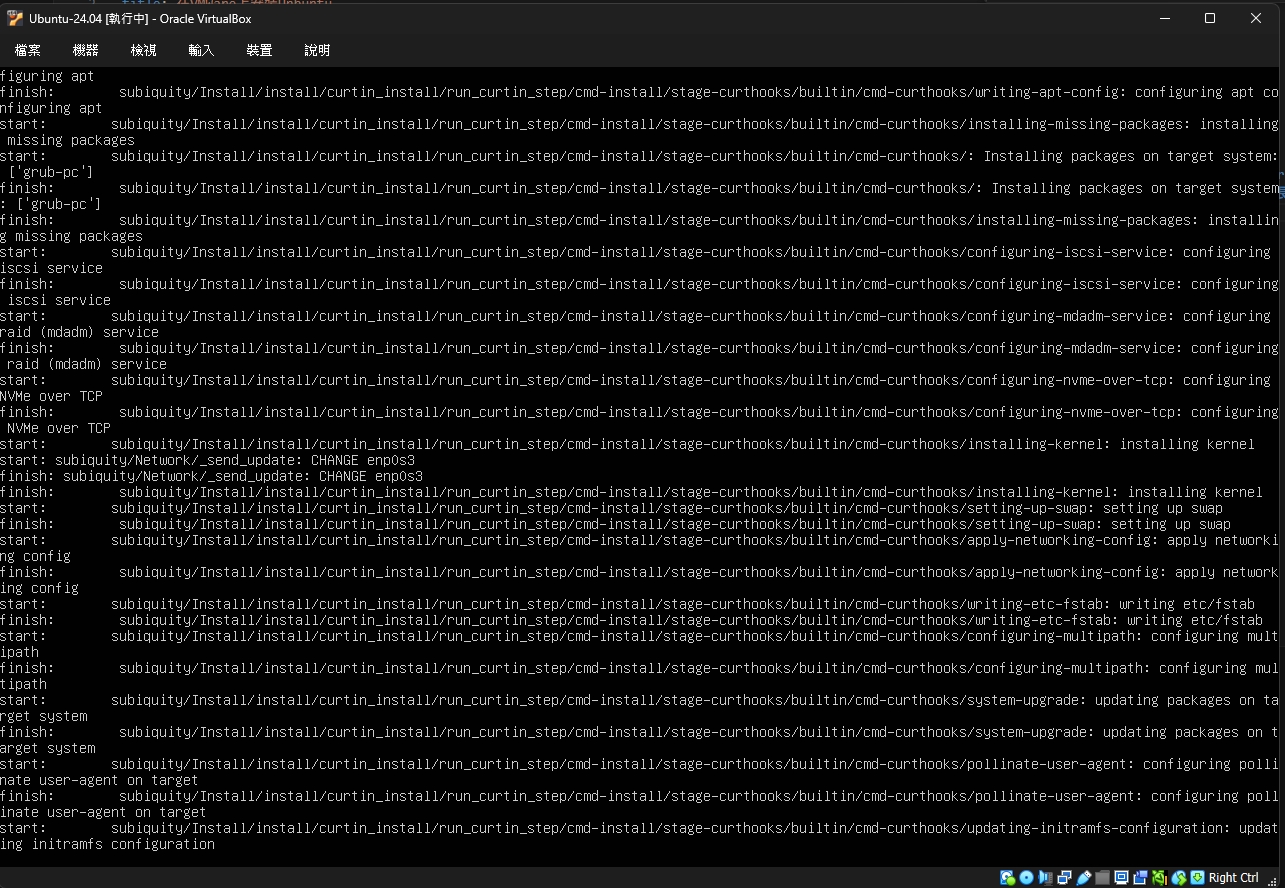 Ubuntu-24.04 [執行中] - Oracle VirtualBox
檔案 機器 檢視 輸入 裝置 說明
figuring apt
finish: subiquity/Install/install/curtin_install/run_curtin_step/cmd-install/stage-curthooks/builtin/cmd-curthooks/writing-apt-config: configuring apt co
nfiguring apt
start: subiquity/Install/install/curtin_install/run_curtin_step/cmd-install/stage-curthooks/builtin/cmd-curthooks/installing-missing-packages: installing
missing packages
start: subiquity/Install/install/curtin_install/run_curtin_step/cmd-install/stage-curthooks/builtin/cmd-curthooks/: Installing packages on target system:
['grub-pc']
finish: subiquity/Install/install/curtin_install/run_curtin_step/cmd-install/stage-curthooks/builtin/cmd-curthooks/: Installing packages on target system
: ['grub-pc']
finish: subiquity/Install/install/curtin_install/run_curtin_step/cmd-install/stage-curthooks/builtin/cmd-curthooks/installing-missing-packages: installin
g missing packages
start: subiquity/Install/install/curtin_install/run_curtin_step/cmd-install/stage-curthooks/builtin/cmd-curthooks/configuring-iscsi-service: configuring
iscsi service
finish: subiquity/Install/install/curtin_install/run_curtin_step/cmd-install/stage-curthooks/builtin/cmd-curthooks/configuring-iscsi-service: configuring
iscsi service
start: subiquity/Install/install/curtin_install/run_curtin_step/cmd-install/stage-curthooks/builtin/cmd-curthooks/configuring-mdadm-service: configuring
raid (mdadm) service
finish: subiquity/Install/install/curtin_install/run_curtin_step/cmd-install/stage-curthooks/builtin/cmd-curthooks/configuring-mdadm-service: configuring
raid (mdadm) service
start: subiquity/Install/install/curtin_install/run_curtin_step/cmd-install/stage-curthooks/builtin/cmd-curthooks/configuring-nvme-over-tcp: configuring
NVMe over TCP
finish: subiquity/Install/install/curtin_install/run_curtin_step/cmd-install/stage-curthooks/builtin/cmd-curthooks/configuring-nvme-over-tcp: configuring
NVMe over TCP
start: subiquity/Install/install/curtin_install/run_curtin_step/cmd-install/stage-curthooks/builtin/cmd-curthooks/installing-kernel: installing kernel
start: subiquity/Network/_send_update: CHANGE enp0s3
finish: subiquity/Network/_send_update: CHANGE enp0s3
finish: subiquity/Install/install/curtin_install/run_curtin_step/cmd-install/stage-curthooks/builtin/cmd-curthooks/installing-kernel: installing kernel
start: subiquity/Install/install/curtin_install/run_curtin_step/cmd-install/stage-curthooks/builtin/cmd-curthooks/setting-up-swap: setting up swap
finish: subiquity/Install/install/curtin_install/run_curtin_step/cmd-install/stage-curthooks/builtin/cmd-curthooks/setting-up-swap: setting up swap
start: subiquity/Install/install/curtin_install/run_curtin_step/cmd-install/stage-curthooks/builtin/cmd-curthooks/apply-networking-config: apply networki
ng config
finish: subiquity/Install/install/curtin_install/run_curtin_step/cmd-install/stage-curthooks/builtin/cmd-curthooks/apply-networking-config: apply network
ing config
start: subiquity/Install/install/curtin_install/run_curtin_step/cmd-install/stage-curthooks/builtin/cmd-curthooks/writing-etc-fstab: writing etc/fstab
finish: subiquity/Install/install/curtin_install/run_curtin_step/cmd-install/stage-curthooks/builtin/cmd-curthooks/writing-etc-fstab: writing etc/fstab
start: subiquity/Install/install/curtin_install/run_curtin_step/cmd-install/stage-curthooks/builtin/cmd-curthooks/configuring-multipath: configuring mult
ipath
finish: subiquity/Install/install/curtin_install/run_curtin_step/cmd-install/stage-curthooks/builtin/cmd-curthooks/configuring-multipath: configuring mul
tipath
start: subiquity/Install/install/curtin_install/run_curtin_step/cmd-install/stage-curthooks/builtin/cmd-curthooks/system-upgrade: updating packages on ta
rget system
finish: subiquity/Install/install/curtin_install/run_curtin_step/cmd-install/stage-curthooks/builtin/cmd-curthooks/system-upgrade: updating packages on t
arget system
start: subiquity/Install/install/curtin_install/run_curtin_step/cmd-install/stage-curthooks/builtin/cmd-curthooks/pollinate-user-agent: configuring polli
nate user-agent on target
finish: subiquity/Install/install/curtin_install/run_curtin_step/cmd-install/stage-curthooks/builtin/cmd-curthooks/pollinate-user-agent: configuring poll
inate user-agent on target
start: subiquity/Install/install/curtin_install/run_curtin_step/cmd-install/stage-curthooks/builtin/cmd-curthooks/updating-initramfs-configuration: updat
ing initramfs configuration
Right Ctrl